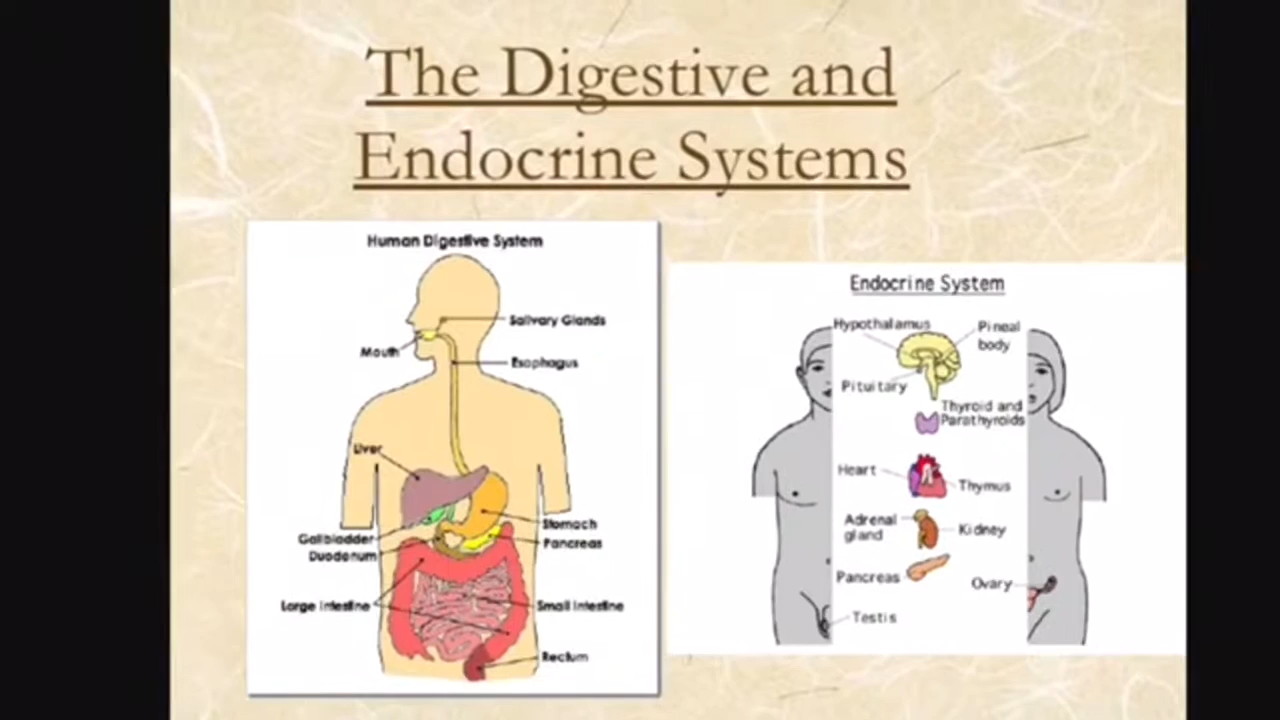 The Digestive and
Endocrine Systems
Human Digestive System
Salivary Glands
Mouth
Esophagus
Liver
Stomach
Gallbladder
Pancreas
Duodenum
Large Intestine
Small Intestine
Rectum
Endocrine System
Hypothalamus
Pineal
body
Pituitary
Thyroid and
Parathyroids
Heart
Thymus
Adrenal
gland
Kidney
Pancreas
Ovary
Testis